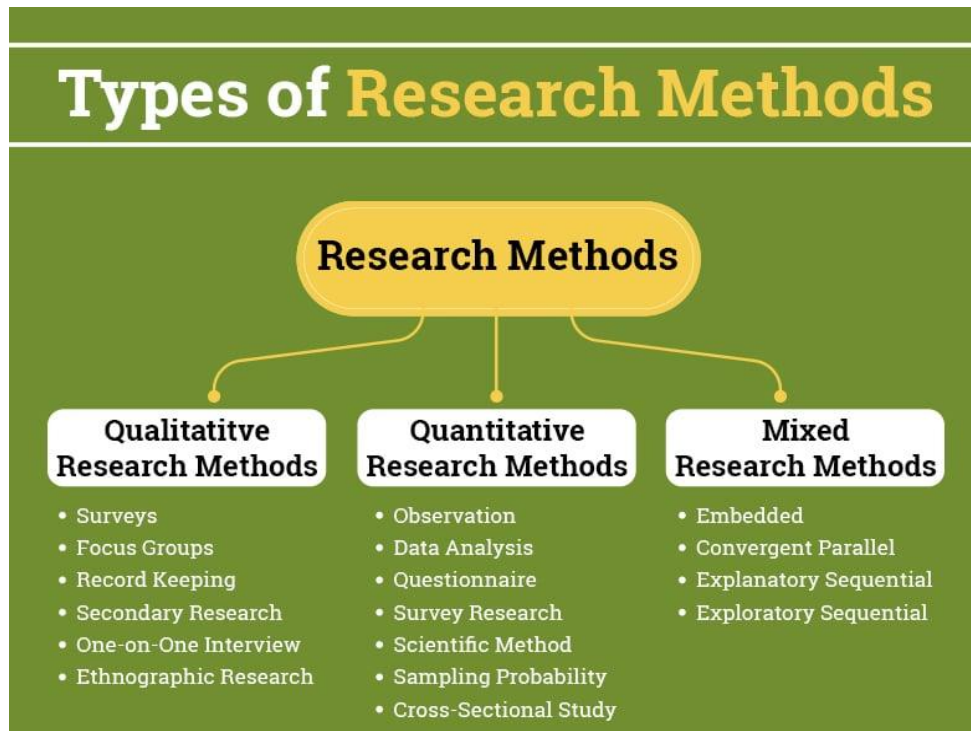 Types of Research Methods
Research Methods
Qualitatitve
Research Methods
• Surveys
• Focus Groups
• Record Keeping
• Secondary Research
• One-on-One Interview
• Ethnographic Research
Quantitative
Research Methods
• Observation
• Data Analysis
• Questionnaire
• Survey Research
• Scientific Method
• Sampling Probability
• Cross-Sectional Study
Mixed
Research Methods
• Embedded
• Convergent Parallel
• Explanatory Sequential
• Exploratory Sequential